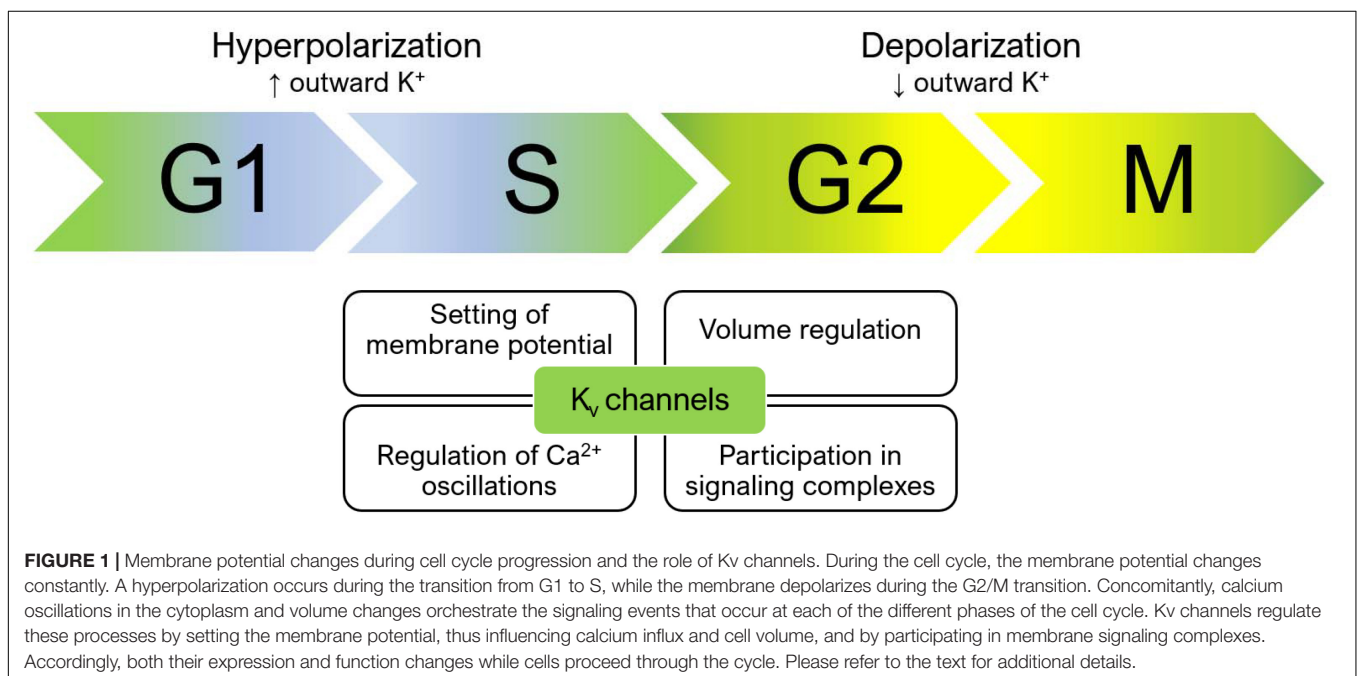 Hyperpolarization
↑ outward K⁺
Depolarization
↓ outward K⁺
G1
S
G2
M
Setting of
membrane potential
Volume regulation
Kᵥ channels
Regulation of Ca²⁺
oscillations
Participation in
signaling complexes
FIGURE 1 | Membrane potential changes during cell cycle progression and the role of Kv channels. During the cell cycle, the membrane potential changes
constantly. A hyperpolarization occurs during the transition from G1 to S, while the membrane depolarizes during the G2/M transition. Concomitantly, calcium
oscillations in the cytoplasm and volume changes orchestrate the signaling events that occur at each of the different phases of the cell cycle. Kv channels regulate
these processes by setting the membrane potential, thus influencing calcium influx and cell volume, and by participating in membrane signaling complexes.
Accordingly, both their expression and function changes while cells proceed through the cycle. Please refer to the text for additional details.